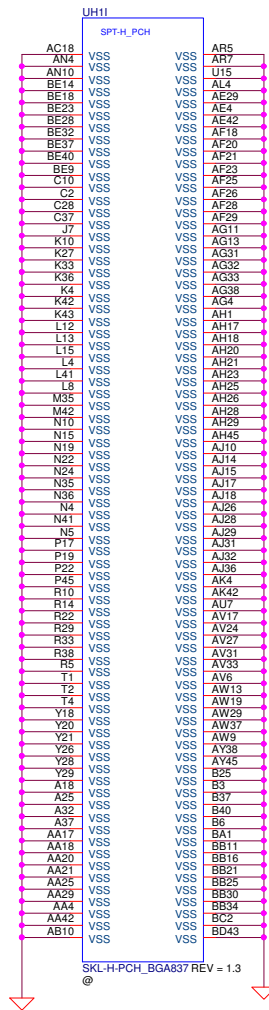 UH1I
SPT-H_PCH
AC18 VSS VSS AR5
AN4 VSS VSS AR7
AN10 VSS VSS U15
BE14 VSS VSS AL4
BE18 VSS VSS AE29
BE23 VSS VSS AE4
BE28 VSS VSS AE42
BE32 VSS VSS AF18
BE37 VSS VSS AF20
BE40 VSS VSS AF21
BE9 VSS VSS AF23
C10 VSS VSS AF25
C2 VSS VSS AF26
C28 VSS VSS AF28
C37 VSS VSS AF29
J7 VSS VSS AG11
K10 VSS VSS AG13
K27 VSS VSS AG31
K33 VSS VSS AG32
K36 VSS VSS AG33
K4 VSS VSS AG38
K42 VSS VSS AG4
K43 VSS VSS AH1
L12 VSS VSS AH17
L13 VSS VSS AH18
L15 VSS VSS AH20
L4 VSS VSS AH21
L41 VSS VSS AH23
L8 VSS VSS AH25
M35 VSS VSS AH26
M42 VSS VSS AH28
N10 VSS VSS AH29
N15 VSS VSS AH45
N19 VSS VSS AJ10
N22 VSS VSS AJ14
N24 VSS VSS AJ15
N35 VSS VSS AJ17
N36 VSS VSS AJ18
N4 VSS VSS AJ26
N41 VSS VSS AJ28
N5 VSS VSS AJ29
P17 VSS VSS AJ31
P19 VSS VSS AJ32
P22 VSS VSS AJ36
P45 VSS VSS AK4
R10 VSS VSS AK42
R14 VSS VSS AU7
R22 VSS VSS AV17
R29 VSS VSS AV24
R33 VSS VSS AV27
R38 VSS VSS AV31
R5 VSS VSS AV33
T1 VSS VSS AV6
T2 VSS VSS AW13
T4 VSS VSS AW19
Y18 VSS VSS AW29
Y20 VSS VSS AW37
Y21 VSS VSS AW9
Y26 VSS VSS AY38
Y28 VSS VSS AY45
Y29 VSS VSS B25
A18 VSS VSS B3
A25 VSS VSS B37
A32 VSS VSS B40
A37 VSS VSS B6
AA17 VSS VSS BA1
AA18 VSS VSS BB11
AA20 VSS VSS BB16
AA21 VSS VSS BB21
AA25 VSS VSS BB25
AA29 VSS VSS BB30
AA4 VSS VSS BB34
AA42 VSS VSS BC2
AB10 VSS VSS BD43
SKL-H-PCH_BGA837 REV = 1.3
@